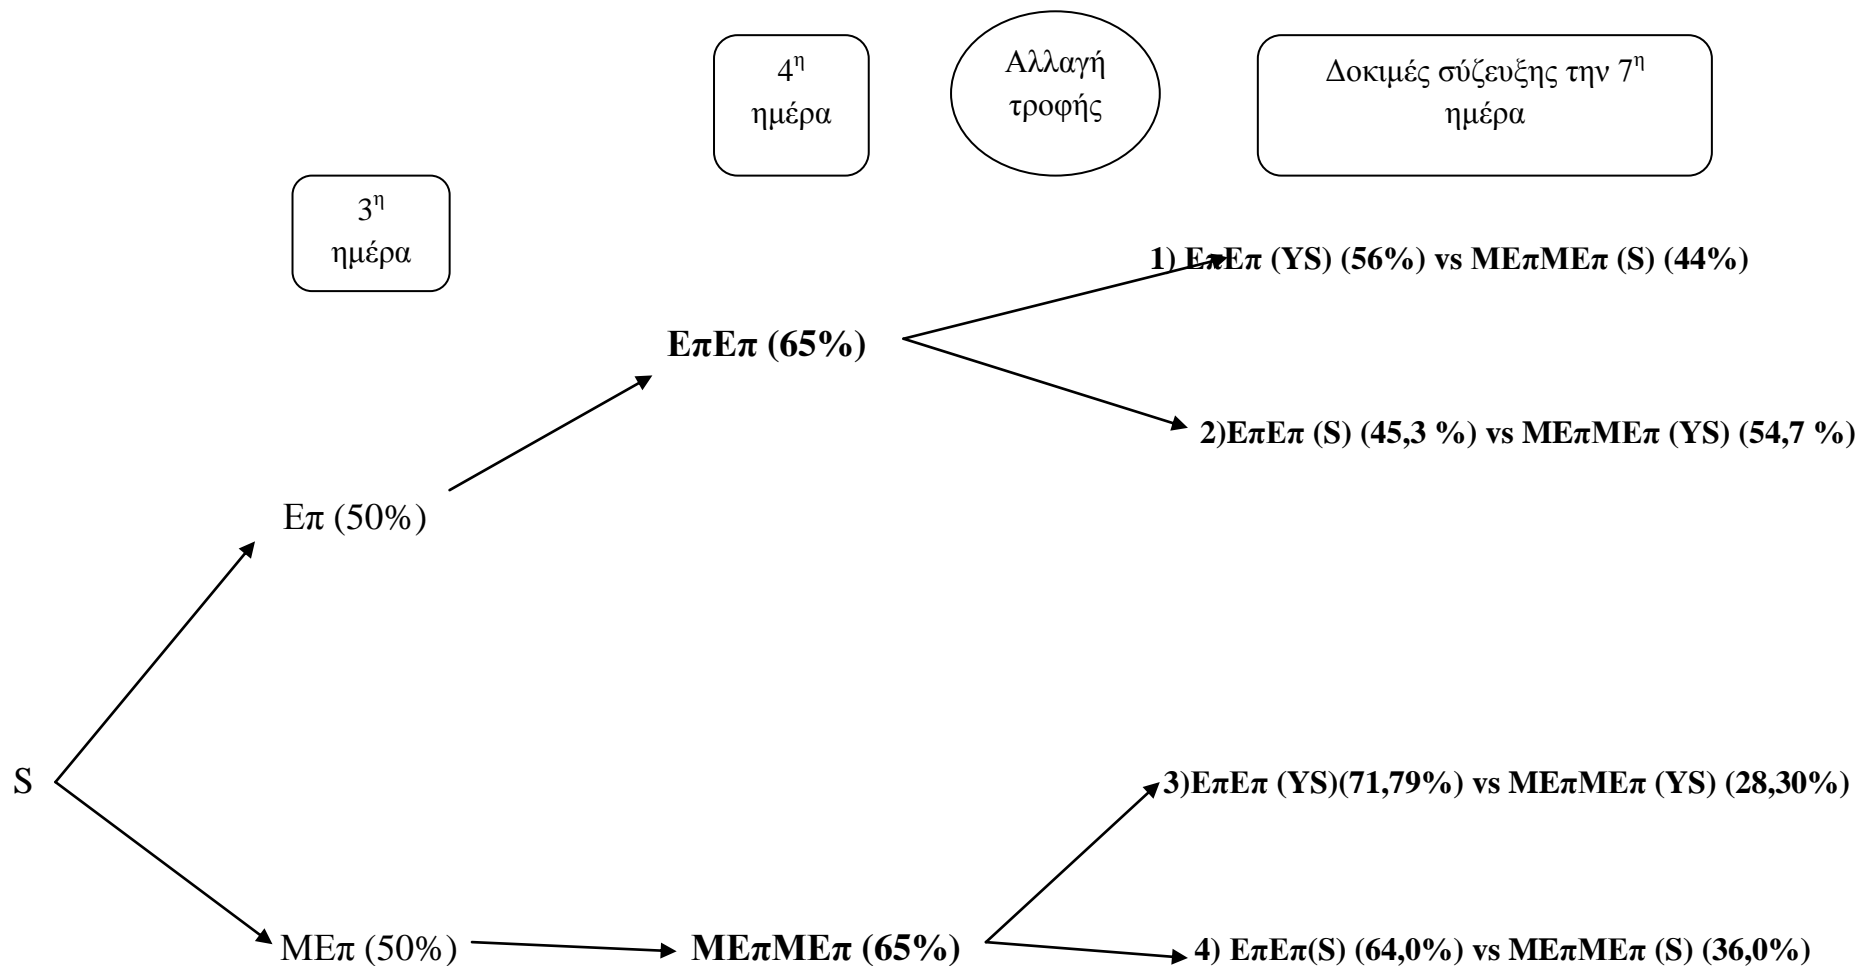 4η
ημέρα
Αλλαγή
τροφής
Δοκιμές σύζευξης την 7η
ημέρα
3η
ημέρα
1) ΕπΕπ (YS) (56%) vs ΜΕπΜΕπ (S) (44%)
ΕπΕπ (65%)
2)ΕπΕπ (S) (45,3 %) vs ΜΕπΜΕπ (YS) (54,7 %)
Επ (50%)
S
3)ΕπΕπ (YS)(71,79%) vs ΜΕπΜΕπ (YS) (28,30%)
ΜΕπ (50%)
ΜΕπΜΕπ (65%)
4) ΕπΕπ(S) (64,0%) vs ΜΕπΜΕπ (S) (36,0%)